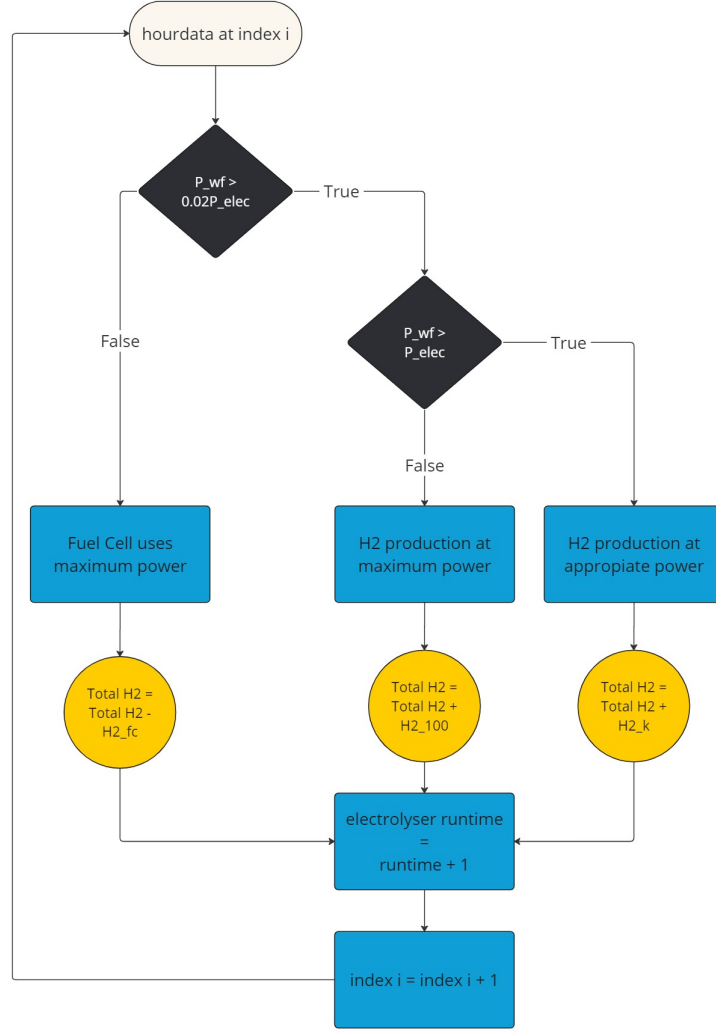 hourdata at index i
P_wf >
0.02P_elec
True
False
P_wf >
P_elec
True
False
Fuel Cell uses
maximum power
H2 production at
maximum power
H2 production at
appropiate power
Total H2 =
Total H2 -
H2_fc
Total H2 =
Total H2 +
H2_100
Total H2 =
Total H2 +
H2_k
electrolyser runtime
=
runtime + 1
index i = index i + 1